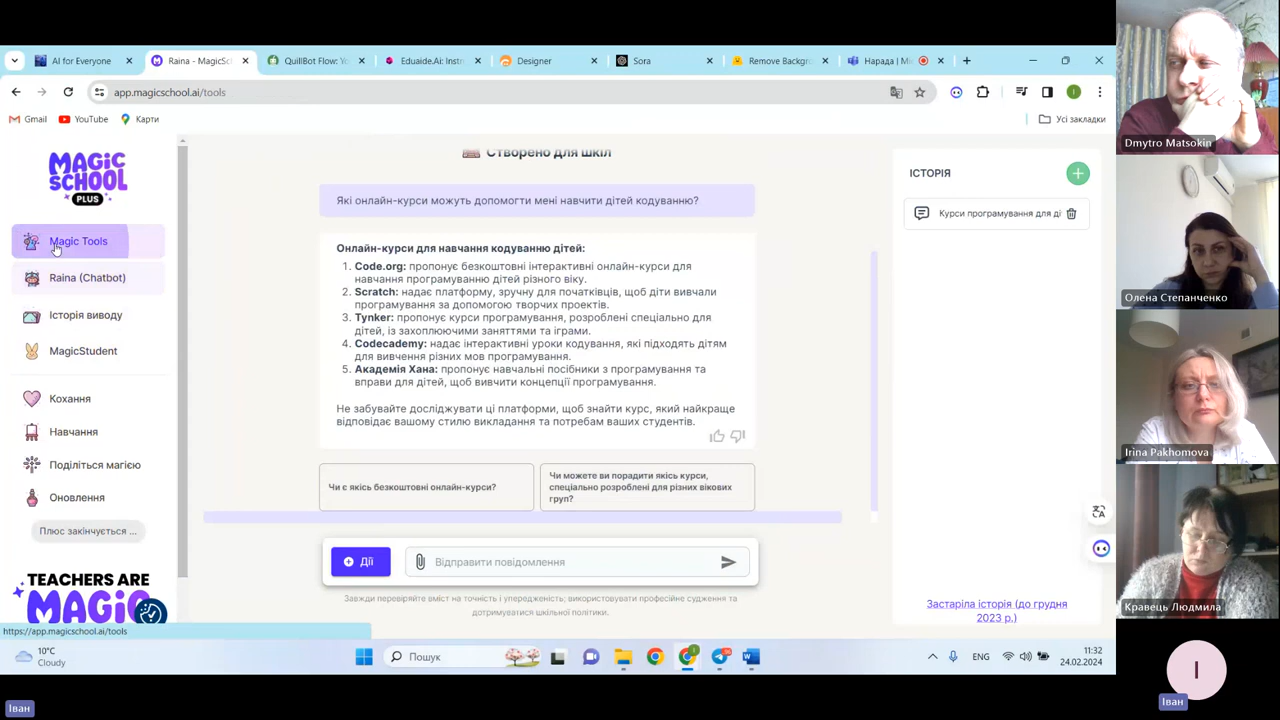 AI for Everyone
Raina - MagicSc
QuillBot Flow: Yo
Eduaide.Ai: Instr
Designer
Sora
Remove Backgr
Нарада | Mi
app.magicschool.ai/tools
Gmail
YouTube
Карти
Усі закладки
MAGIC
SCHOOL
PLUS
Magic Tools
Raina (Chatbot)
Історія виводу
MagicStudent
Кохання
Навчання
Поділіться магією
Оновлення
Плюс закінчується ...
TEACHERS ARE
MAGIC
https://app.magicschool.ai/tools
Створено для шкіл
Які онлайн-курси можуть допомогти мені навчити дітей кодуванню?
Онлайн-курси для навчання кодуванню дітей:
1. Code.org: пропонує безкоштовні інтерактивні онлайн-курси для
навчання програмуванню дітей різного віку.
2. Scratch: надає платформу, зручну для початківців, щоб діти вивчали
програмування за допомогою творчих проектів.
3. Tynker: пропонує курси програмування, розроблені спеціально для
дітей, із захоплюючими заняттями та іграми.
4. Codecademy: надає інтерактивні уроки кодування, які підходять дітям
для вивчення різних мов програмування.
5. Академія Хана: пропонує навчальні посібники з програмування та
вправи для дітей, щоб вивчити концепції програмування.
Не забувайте досліджувати ці платформи, щоб знайти курс, який найкраще
відповідає вашому стилю викладання та потребам ваших студентів.
Чи є якісь безкоштовні онлайн-курси?
Чи можете ви порадити якісь курси,
спеціально розроблені для різних вікових
груп?
Дії
Відправити повідомлення
Завжди перевіряйте вміст на точність і упередженість; використовувати професійне судження та
дотримуватися шкільної політики.
ІСТОРІЯ
Курси програмування для ді
Застаріла історія (до грудня
2023 р.)
10°C
Cloudy
Пошук
ENG
11:32
24.02.2024
Dmytro Matsokin
Олена Степанченко
Irina Pakhomova
Кравець Людмила
І
Іван
Іван